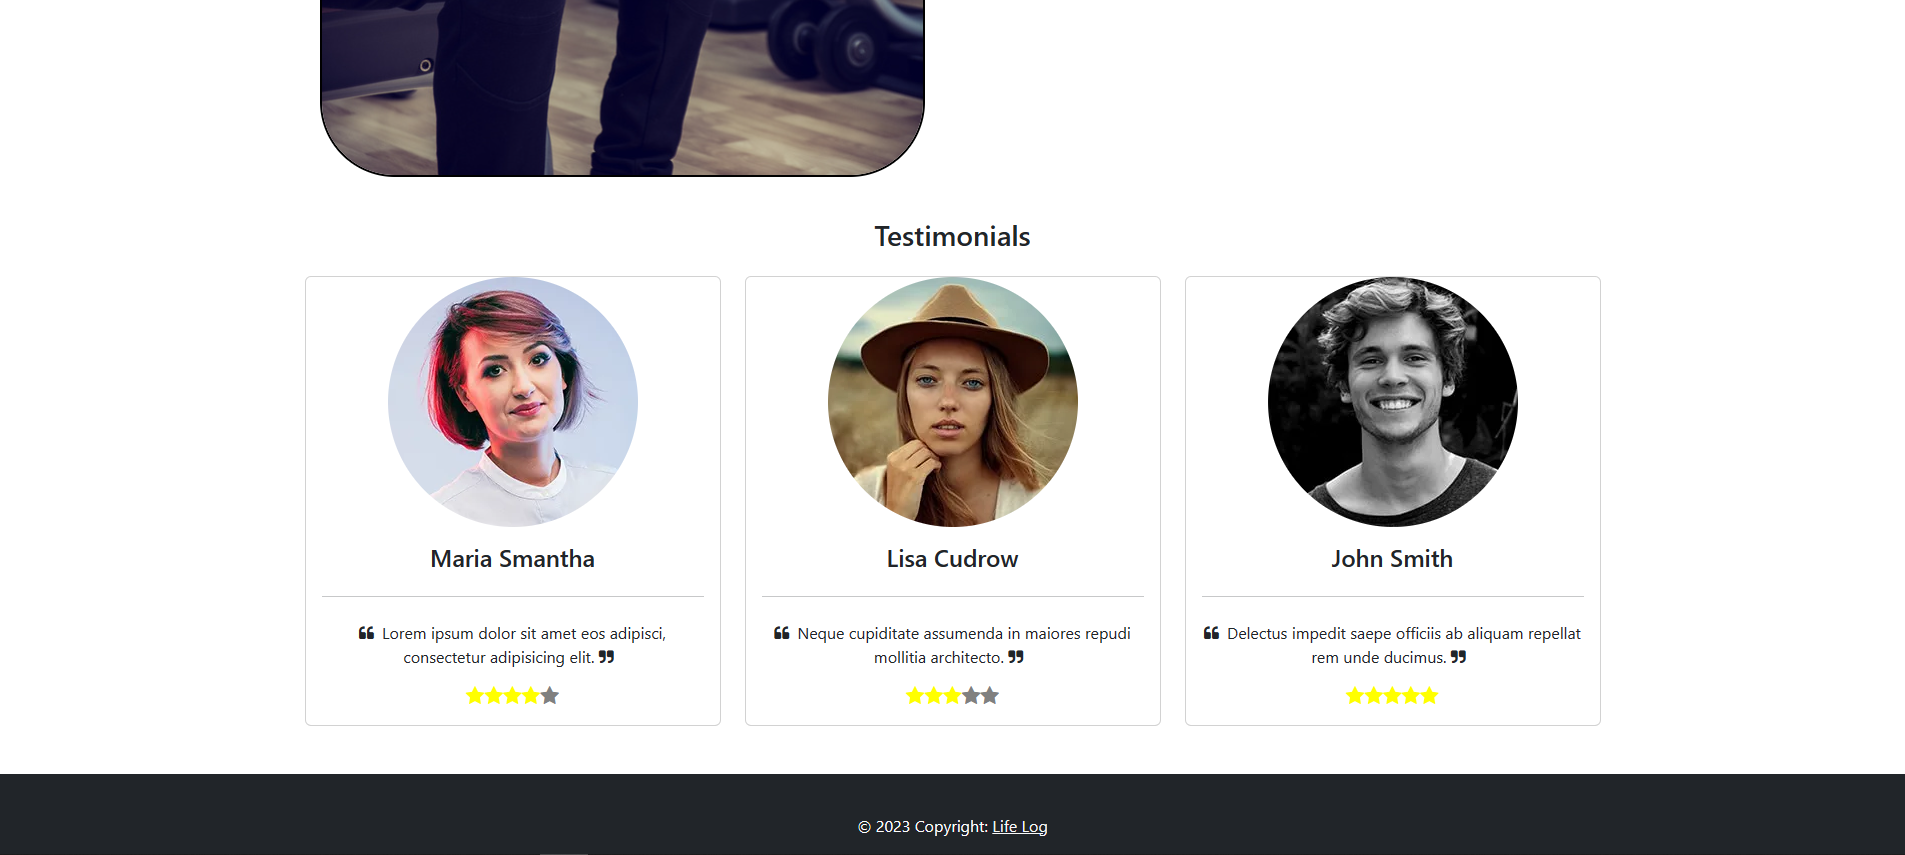 Testimonials
Maria Smantha
❝ Lorem ipsum dolor sit amet eos adipisci,
consectetur adipisicing elit. ❞
Lisa Cudrow
❝ Neque cupiditate assumenda in maiores repudi
mollitia architecto. ❞
John Smith
❝ Delectus impedit saepe officiis ab aliquam repellat
rem unde ducimus. ❞
© 2023 Copyright: Life Log